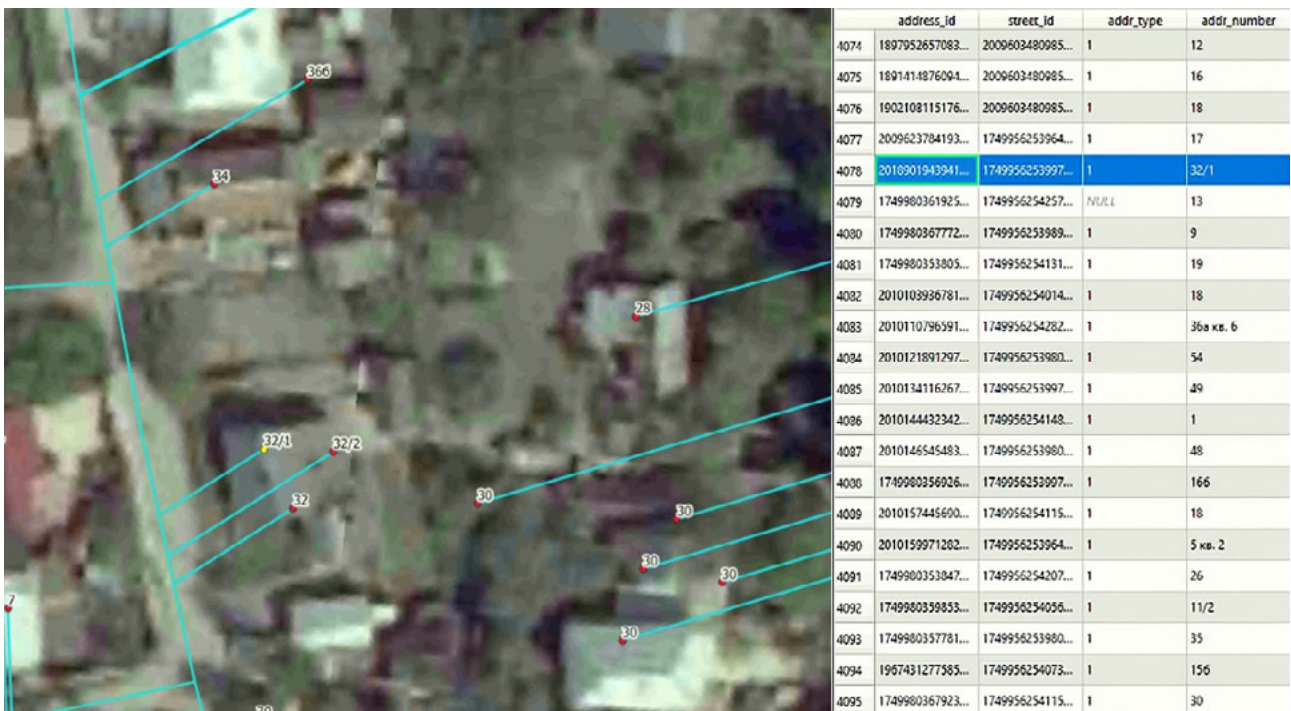 366
34
28
32/1
32/2
32
30
30
30
30
30
7
address_id street_id addr_type addr_number
4074 1897952657083... 2009603480985... 1 12
4075 1891414876094... 2009603480985... 1 16
4076 1902108115176... 2009603480985... 1 18
4077 2009623784193... 1749956253964... 1 17
4078 2018901943941... 1749956253997... 1 32/1
4079 1749980361925... 1749956254257... NULL 13
4080 1749980367772... 1749956253989... 1 9
4081 1749980353805... 1749956254131... 1 19
4082 2010103936781... 1749956254014... 1 18
4083 2010110796591... 1749956254282... 1 36а кв. 6
4084 2010121891297... 1749956253980... 1 54
4085 2010134116267... 1749956253997... 1 49
4086 2010144432342... 1749956254148... 1 1
4087 2010146545483... 1749956253980... 1 48
4088 1749980356926... 1749956253997... 1 166
4089 2010157445690... 1749956254115... 1 18
4090 2010159971282... 1749956253964... 1 5 кв. 2
4091 1749980353847... 1749956254207... 1 26
4092 1749980359853... 1749956254056... 1 11/2
4093 1749980357781... 1749956253980... 1 35
4094 1967431277585... 1749956254073... 1 156
4095 1749980367923... 1749956254115... 1 30